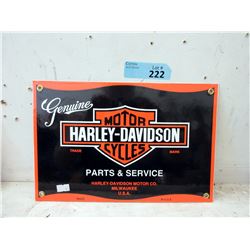 Lot #
222
Genuine
MOTOR
HARLEY-DAVIDSON
CYCLES
TRADE MARK
PARTS & SERVICE
HARLEY-DAVIDSON MOTOR CO.
MILWAUKEE
U.S.A.